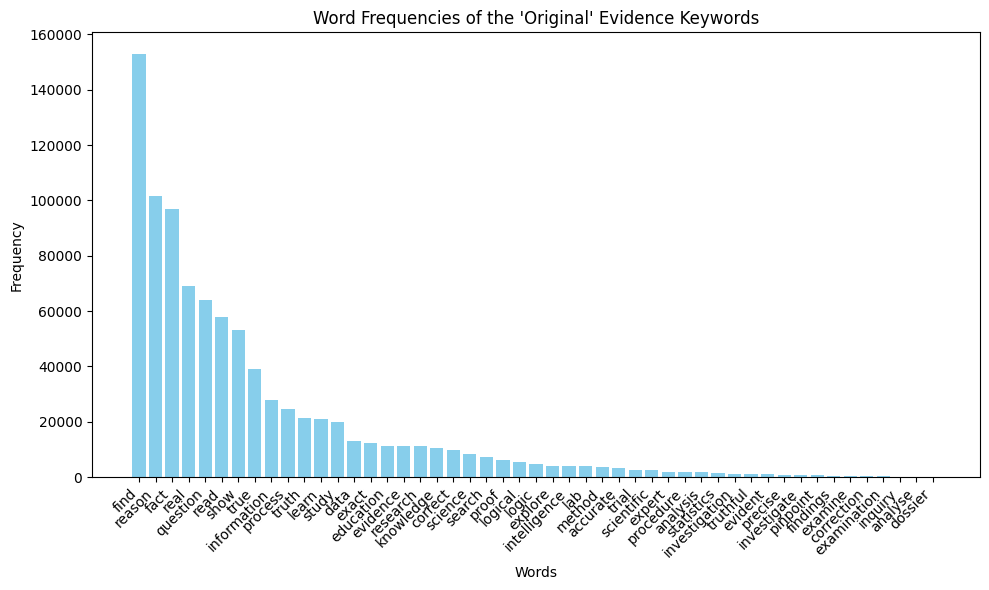 Word Frequencies of the 'Original' Evidence Keywords
160000
140000
120000
100000
80000
60000
40000
20000
0
Frequency
find
reason
fact
real
question
read
show
true
information
process
truth
learn
study
data
exact
education
evidence
research
knowledge
correct
science
search
proof
logical
logic
explore
intelligence
lab
method
accurate
trial
scientific
expert
procedure
analysis
statistics
investigation
truthful
evident
precise
investigate
pinpoint
findings
examine
correction
examination
inquiry
analyse
dossier
Words